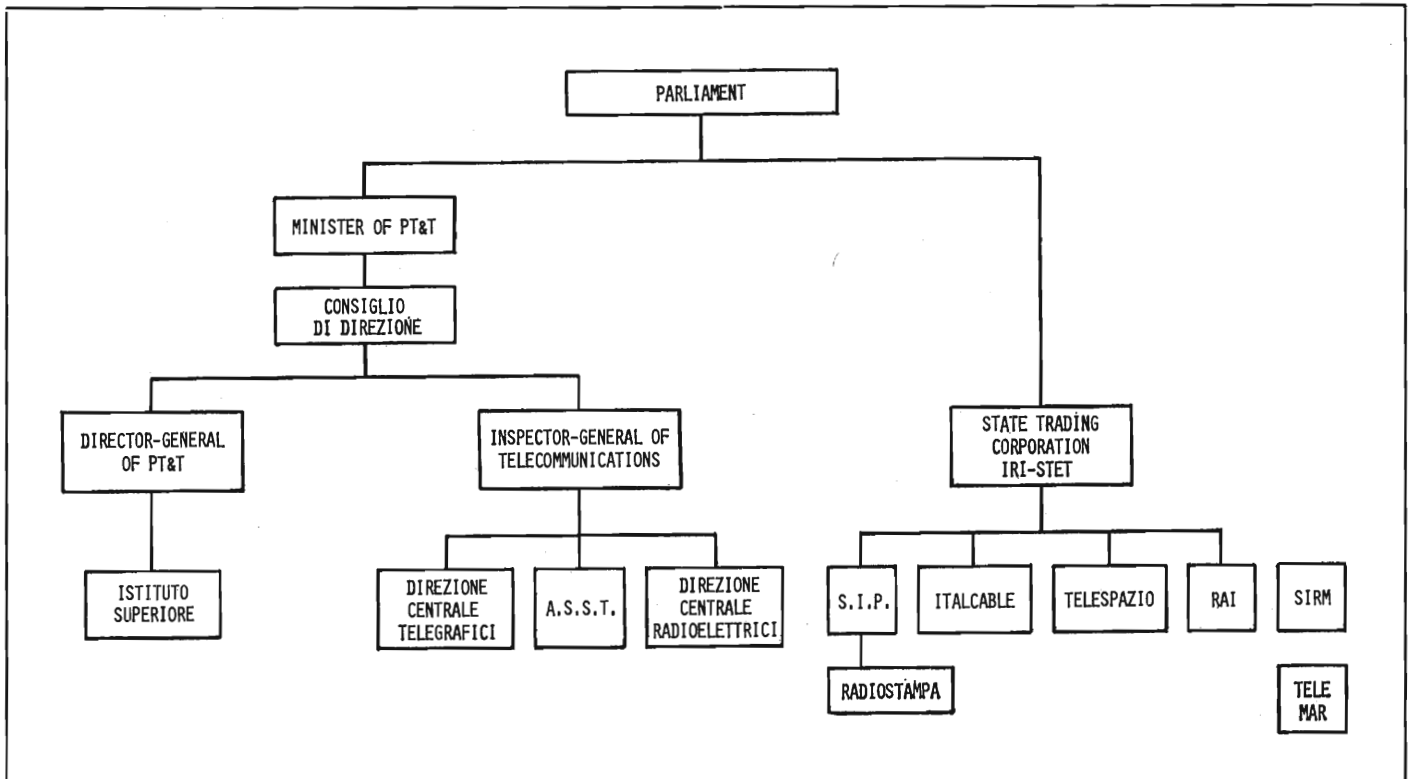 PARLIAMENT
MINISTER OF PT&T
CONSIGLIO
DI DIREZIONE
DIRECTOR-GENERAL
OF PT&T
INSPECTOR-GENERAL OF
TELECOMMUNICATIONS
STATE TRADING
CORPORATION
IRI-STET
ISTITUTO
SUPERIORE
DIREZIONE
CENTRALE
TELEGRAFICI
A.S.S.T.
DIREZIONE
CENTRALE
RADIOELETTRICI
S.I.P.
ITALCABLE
TELESPAZIO
RAI
SIRM
RADIOSTAMPA
TELE
MAR